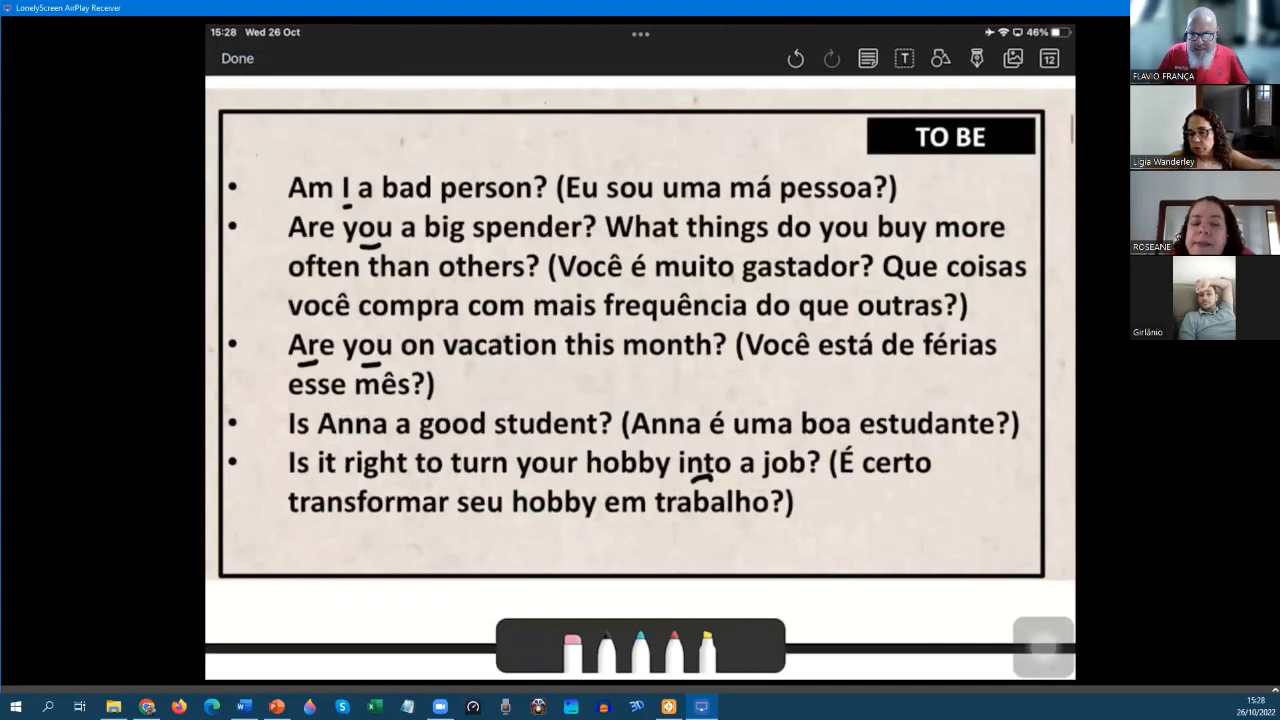 LonelyScreen AirPlay Receiver
15:28 Wed 26 Oct
46%
Done
T
12
TO BE
• Am I a bad person? (Eu sou uma má pessoa?)
• Are you a big spender? What things do you buy more
often than others? (Você é muito gastador? Que coisas
você compra com mais frequência do que outras?)
• Are you on vacation this month? (Você está de férias
esse mês?)
• Is Anna a good student? (Anna é uma boa estudante?)
• Is it right to turn your hobby into a job? (É certo
transformar seu hobby em trabalho?)
FLAVIO FRANÇA
Lígia Wanderley
ROSEANE
Girlânio
15:28
26/10/2022